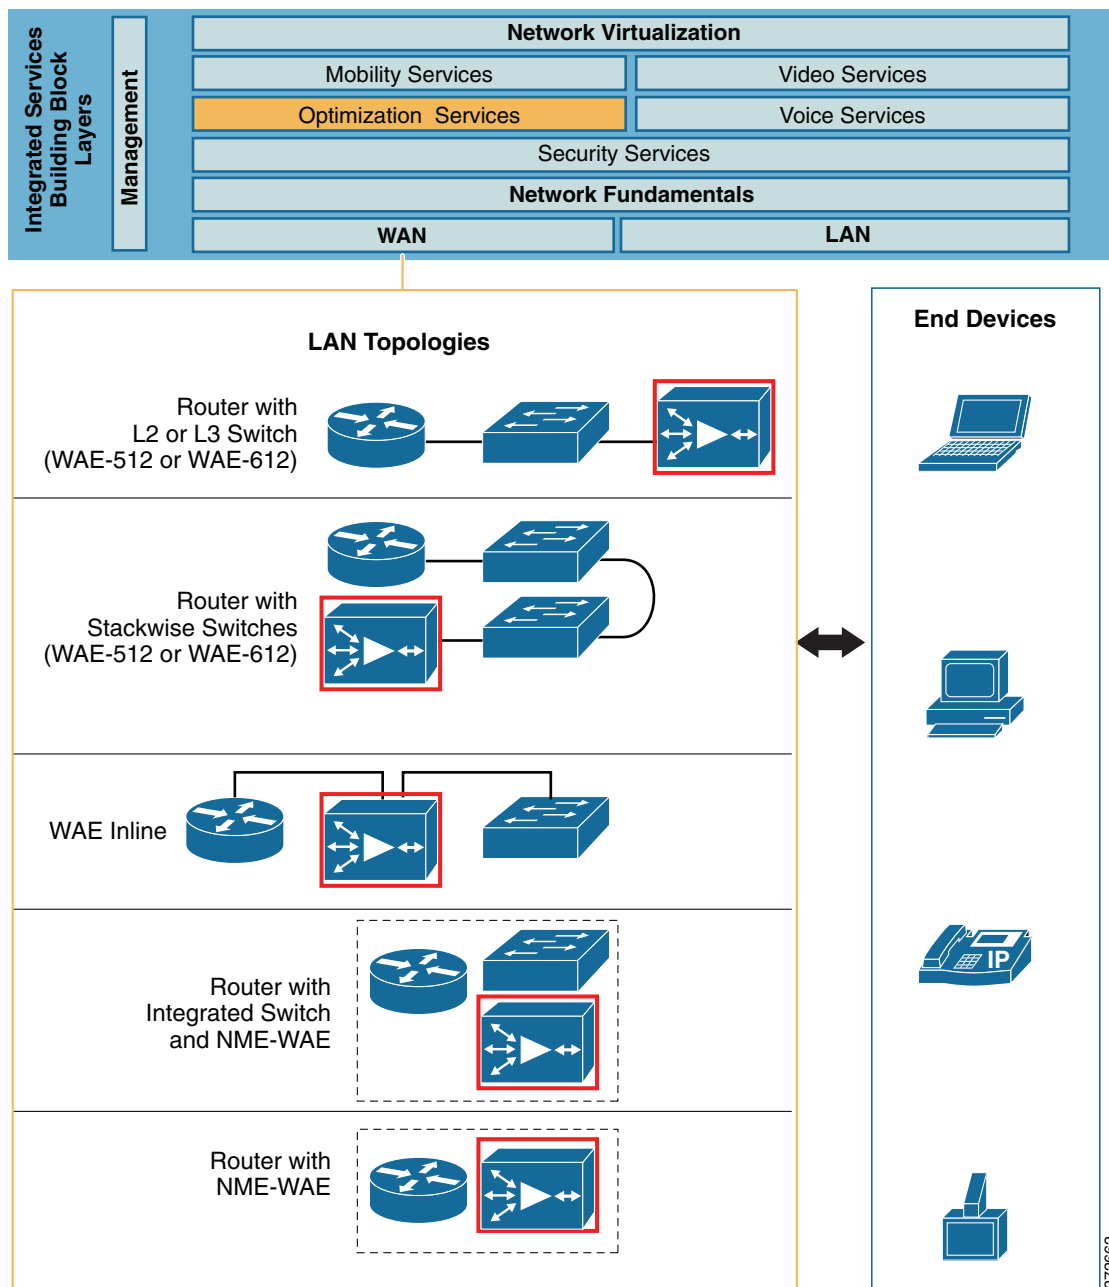 Integrated Services
Building Block
Layers
Management
Network Virtualization
Mobility Services
Video Services
Optimization Services
Voice Services
Security Services
Network Fundamentals
WAN
LAN
LAN Topologies
Router with
L2 or L3 Switch
(WAE-512 or WAE-612)
Router with
Stackwise Switches
(WAE-512 or WAE-612)
WAE Inline
Router with
Integrated Switch
and NME-WAE
Router with
NME-WAE
End Devices
IP